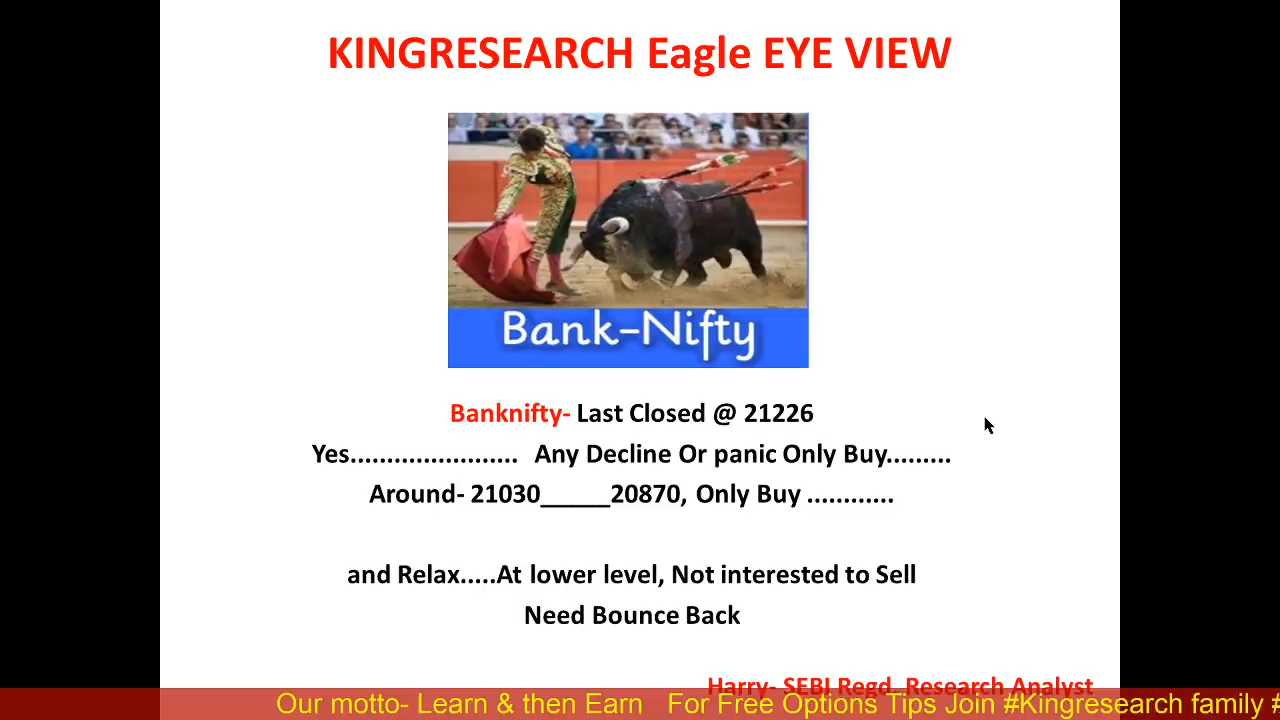 KINGRESEARCH Eagle EYE VIEW
Bank-Nifty
Banknifty- Last Closed @ 21226
Yes....................... Any Decline Or panic Only Buy.........
Around- 21030_____20870, Only Buy ............
and Relax.....At lower level, Not interested to Sell
Need Bounce Back
Harry- SEBI Regd. Research Analyst
Our motto- Learn & then Earn For Free Options Tips Join #Kingresearch family #